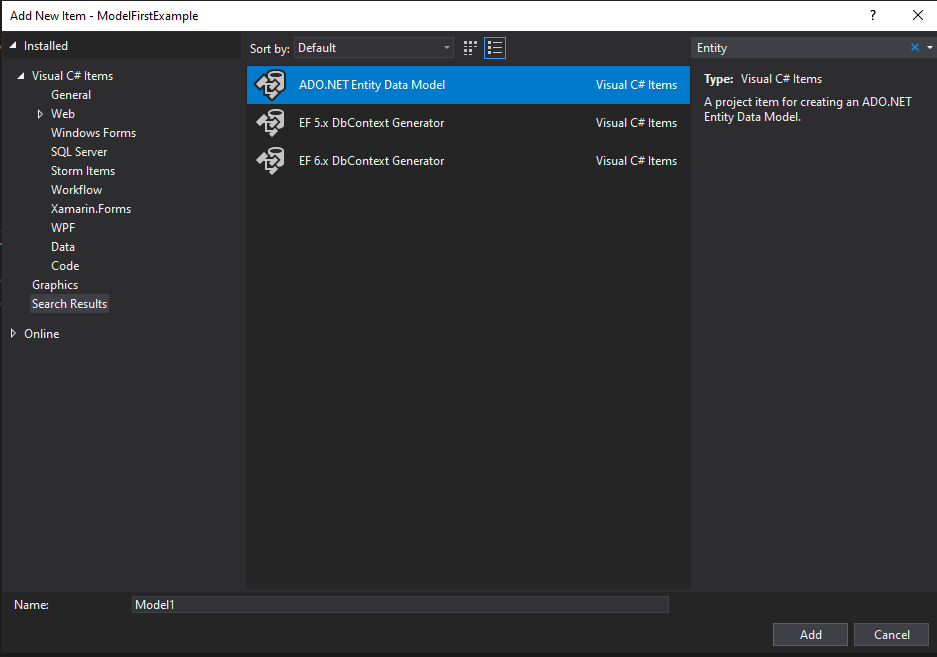 Add New Item - ModelFirstExample
?
Installed
Sort by: Default
Entity
Visual C# Items
General
Web
Windows Forms
SQL Server
Storm Items
Workflow
Xamarin.Forms
WPF
Data
Code
Graphics
Search Results
Online
ADO.NET Entity Data Model Visual C# Items
EF 5.x DbContext Generator Visual C# Items
EF 6.x DbContext Generator Visual C# Items
Type: Visual C# Items
A project item for creating an ADO.NET
Entity Data Model.
Name: Model1
Add Cancel